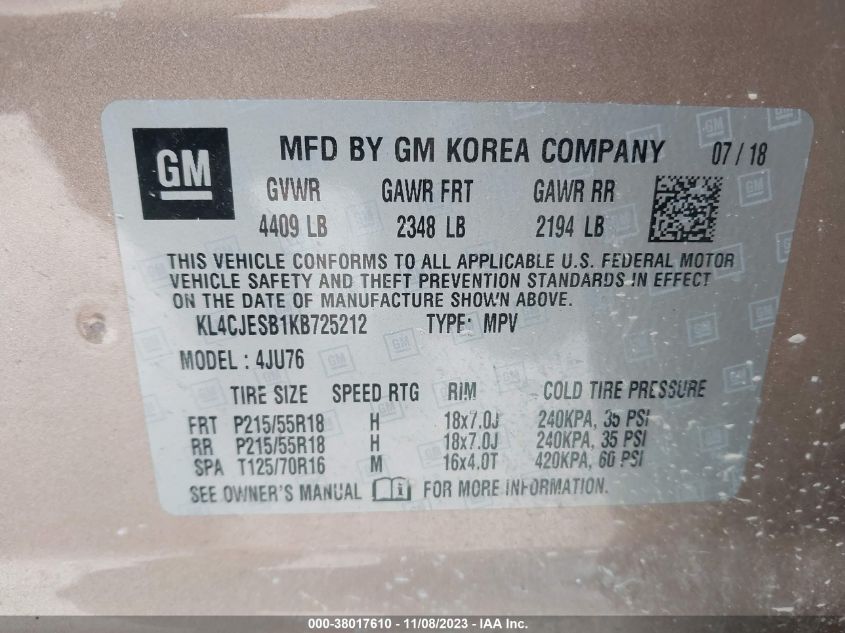 GM
MFD BY GM KOREA COMPANY 07 / 18
GVWR GAWR FRT GAWR RR
4409 LB 2348 LB 2194 LB
THIS VEHICLE CONFORMS TO ALL APPLICABLE U.S. FEDERAL MOTOR
VEHICLE SAFETY AND THEFT PREVENTION STANDARDS IN EFFECT
ON THE DATE OF MANUFACTURE SHOWN ABOVE.
KL4CJESB1KB725212 TYPE: MPV
MODEL : 4JU76
TIRE SIZE SPEED RTG RIM COLD TIRE PRESSURE
FRT P215/55R18 H 18x7.0J 240KPA, 35 PSI
RR P215/55R18 H 18x7.0J 240KPA, 35 PSI
SPA T125/70R16 M 16x4.0T 420KPA, 60 PSI
SEE OWNER'S MANUAL FOR MORE INFORMATION.
000-38017610 - 11/08/2023 - IAA Inc.